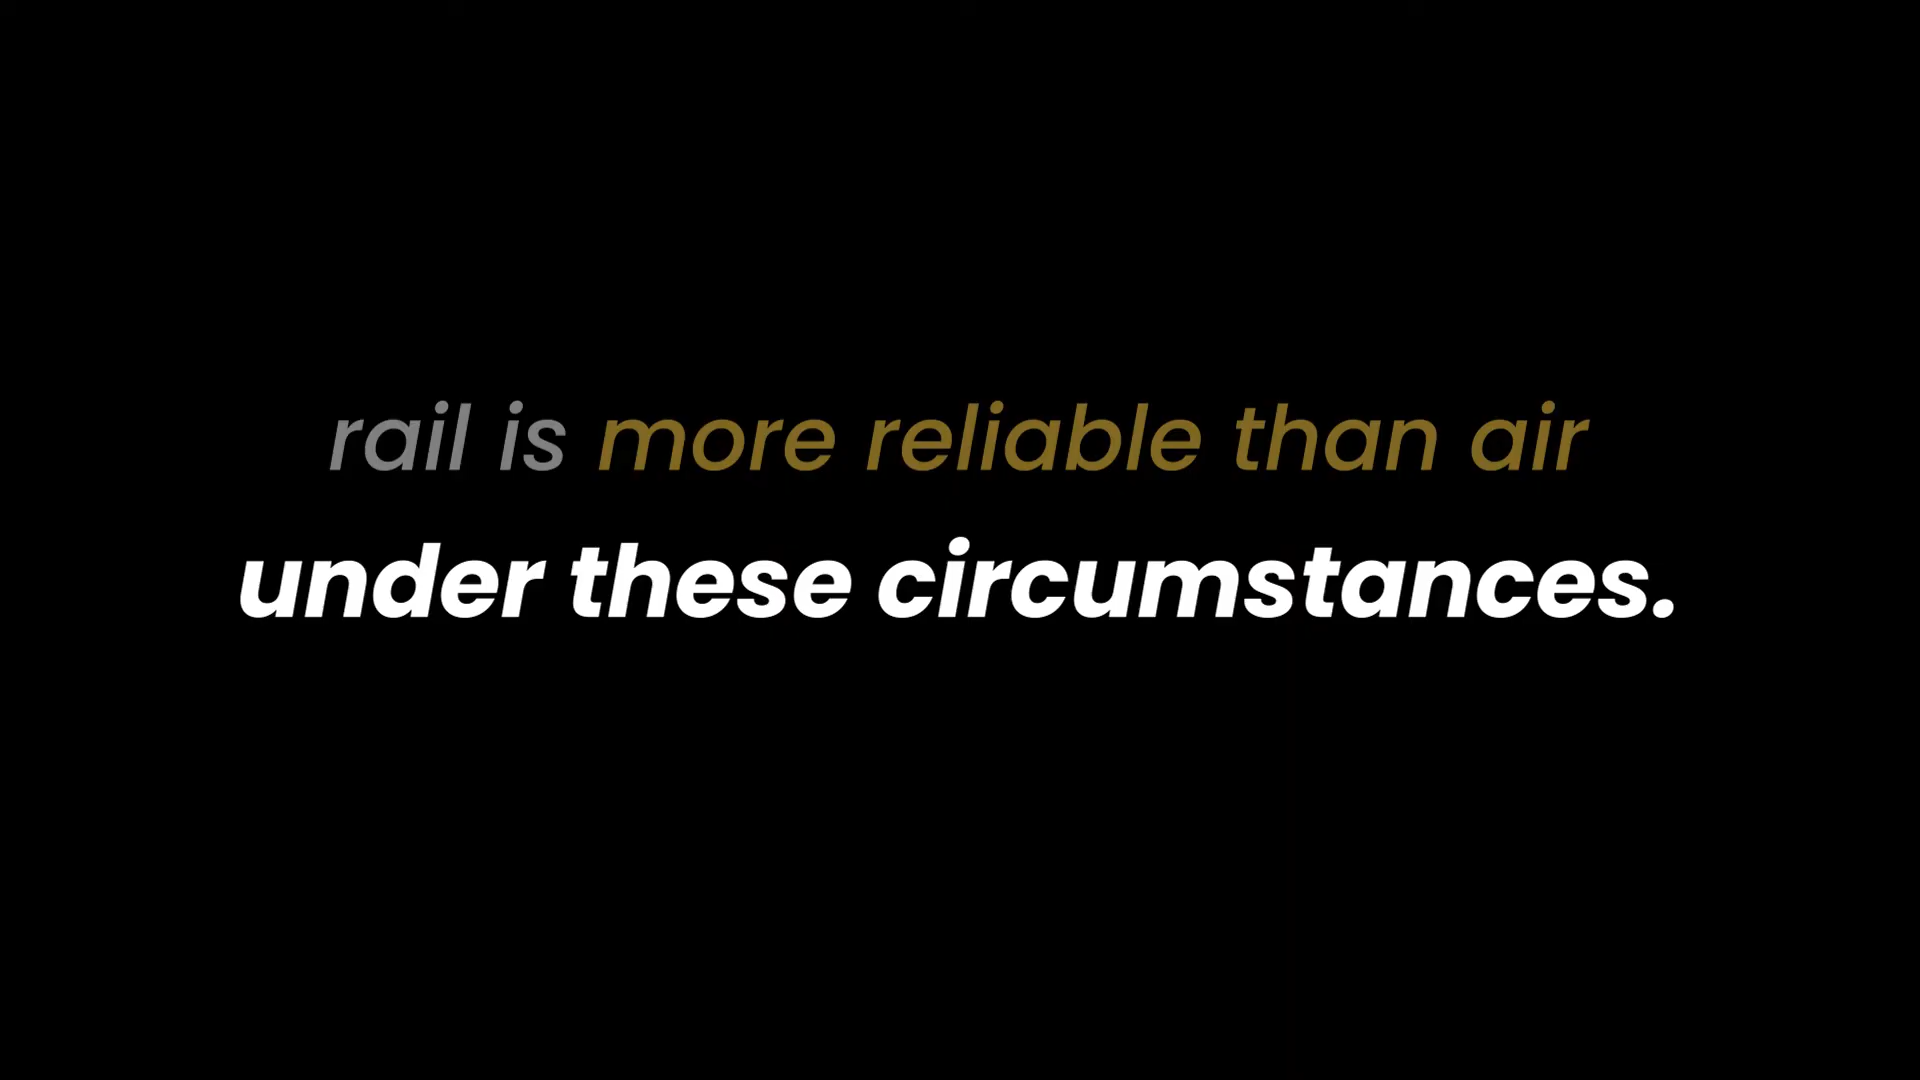 rail is more reliable than air
under these circumstances.